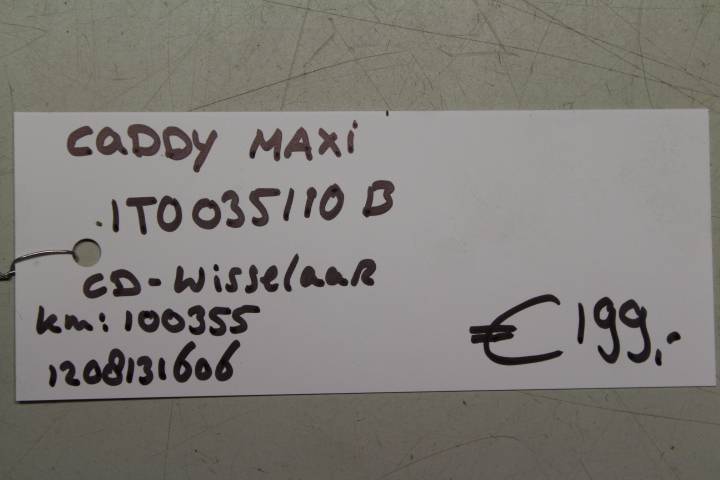 CaDDY MAXi
1T0035110 B
CD-WisselaaR
km: 100355
1208131606
€ 199,-